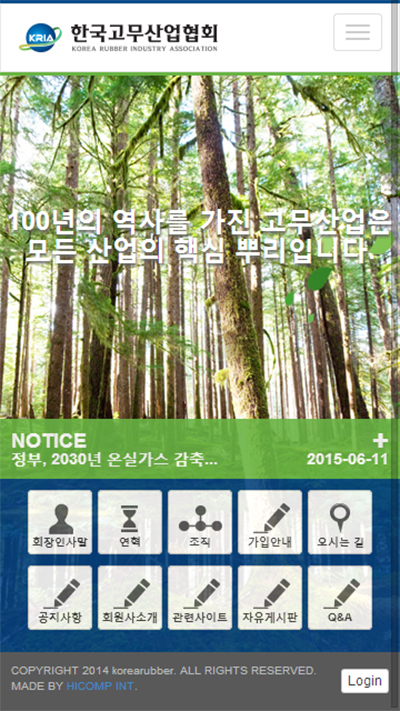 KRIA
한국고무산업협회
KOREA RUBBER INDUSTRY ASSOCIATION
100년의 역사를 가진 고무산업은
모든 산업의 핵심 뿌리입니다.
NOTICE +
정부, 2030년 온실가스 감축... 2015-06-11
회장인사말 연혁 조직 가입안내 오시는 길
공지사항 회원사소개 관련사이트 자유게시판 Q&A
COPYRIGHT 2014 korearubber. ALL RIGHTS RESERVED.
MADE BY HICOMP INT.
Login